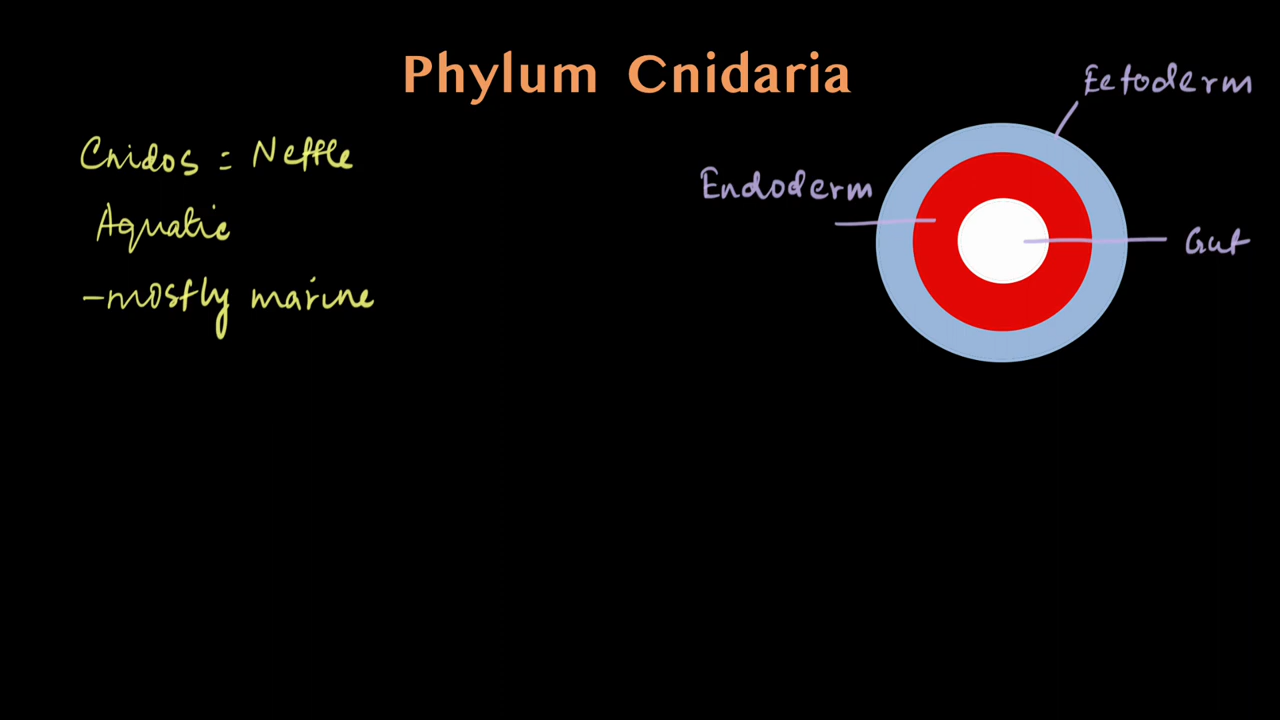 Phylum Cnidaria
Cnidos = Nettle
Aquatic
-mostly marine
Ectoderm
Endoderm
Gut